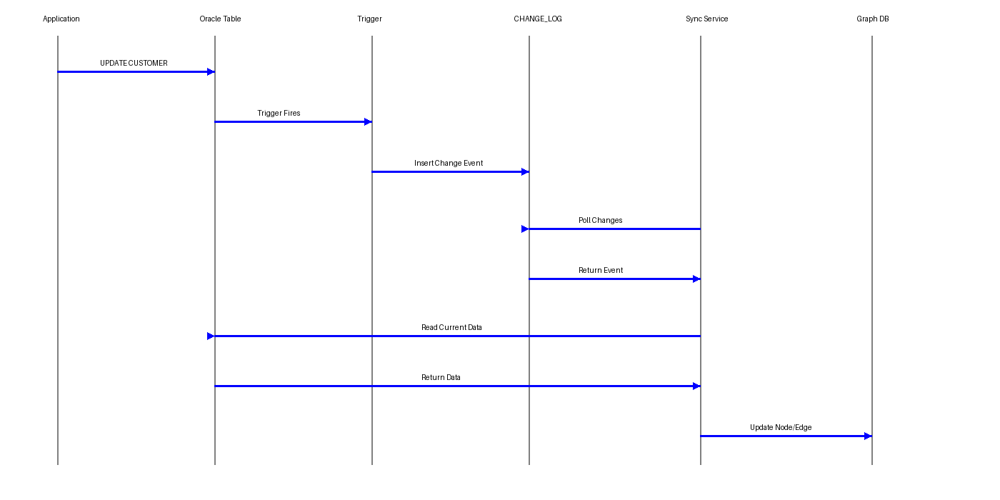 Application
Oracle Table
Trigger
CHANGE_LOG
Sync Service
Graph DB
UPDATE CUSTOMER
Trigger Fires
Insert Change Event
Poll Changes
Return Event
Read Current Data
Return Data
Update Node/Edge